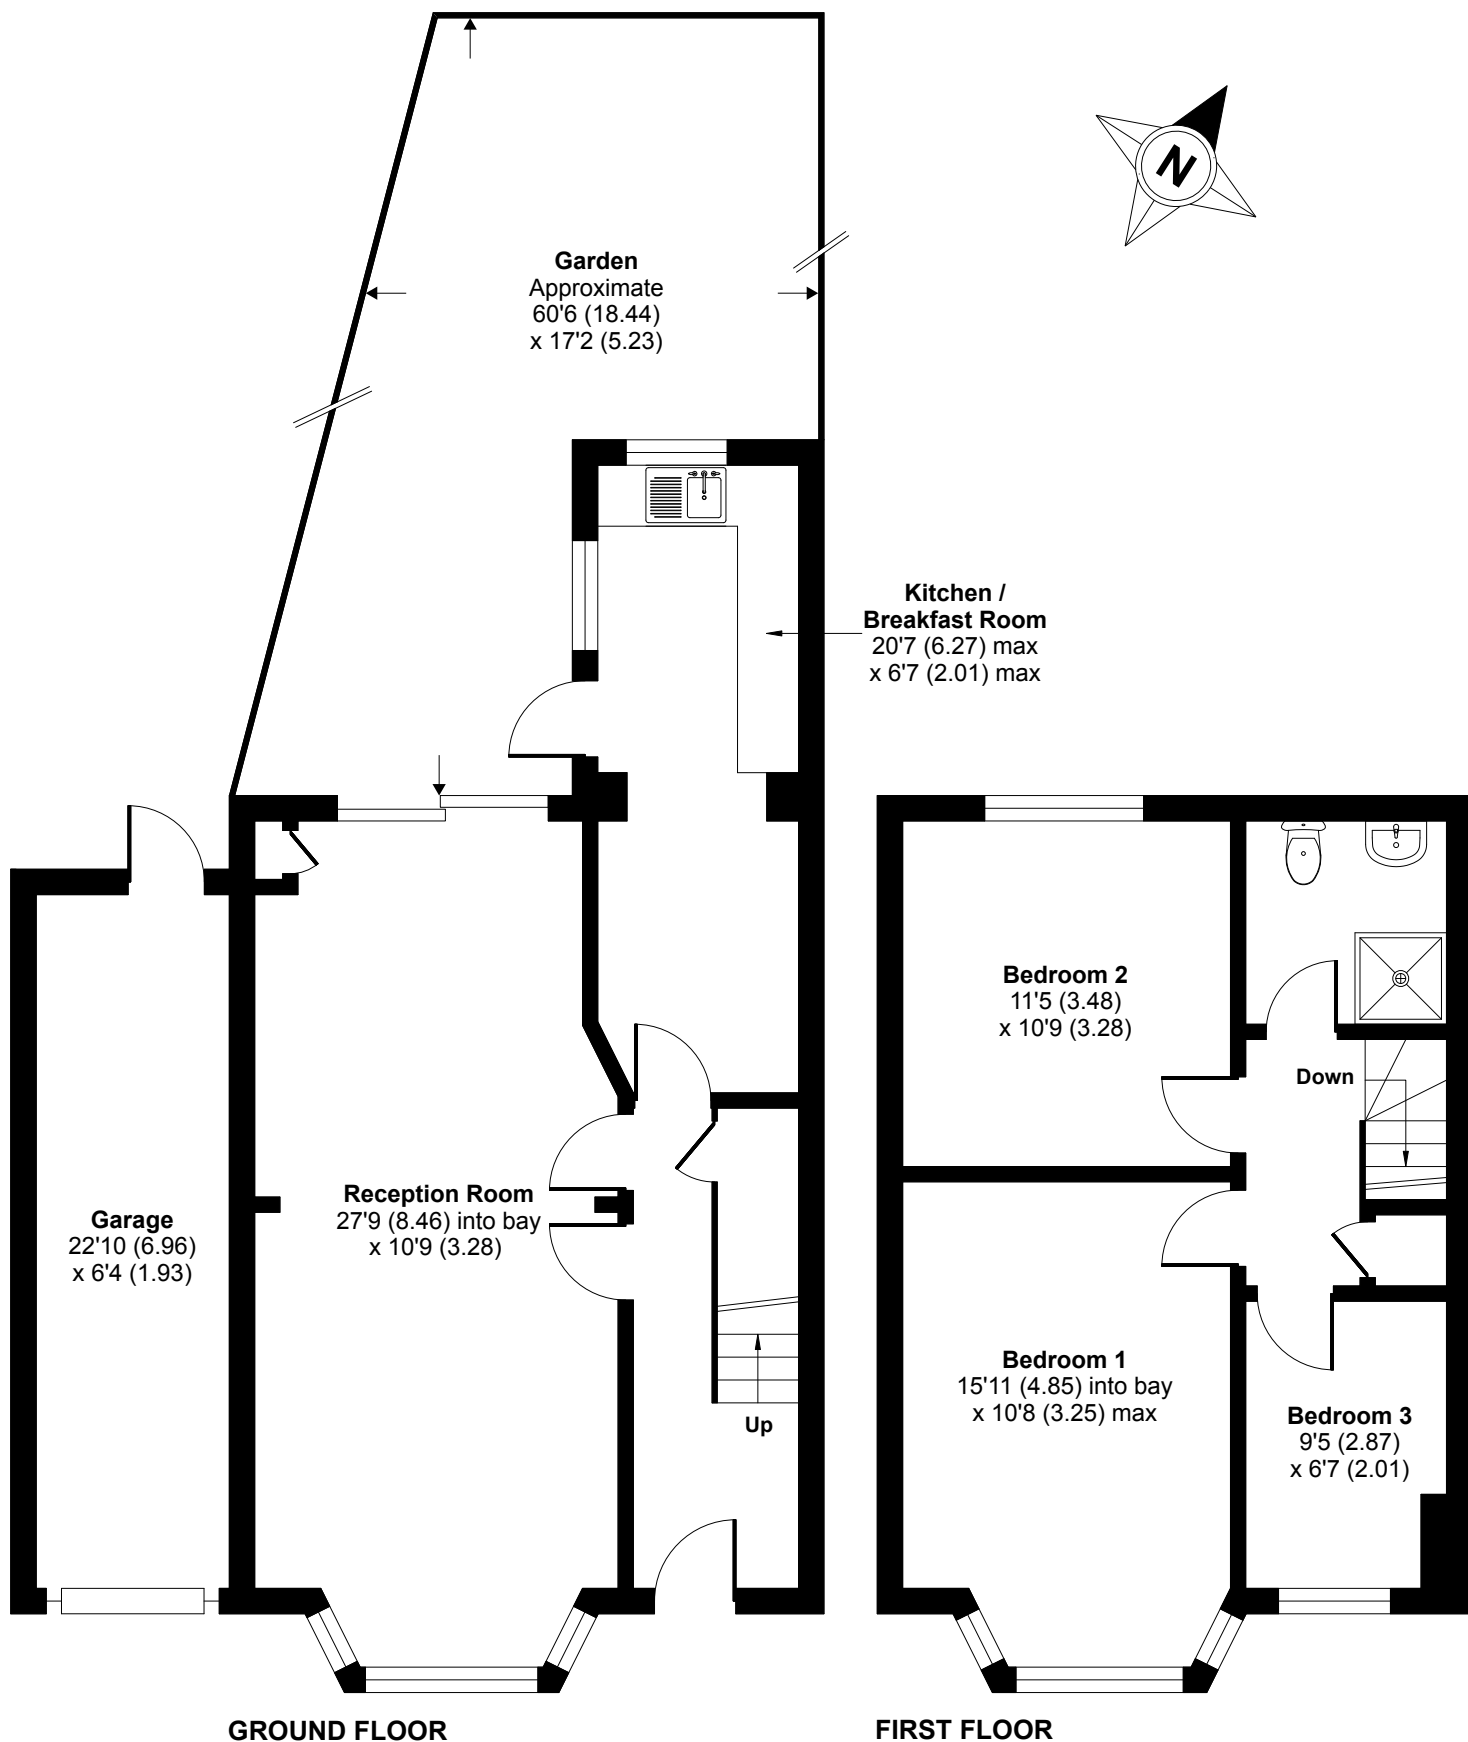 N
Garden
Approximate
60'6 (18.44)
x 17'2 (5.23)
Kitchen /
Breakfast Room
20'7 (6.27) max
x 6'7 (2.01) max
Bedroom 2
11'5 (3.48)
x 10'9 (3.28)
Down
Reception Room
27'9 (8.46) into bay
x 10'9 (3.28)
Garage
22'10 (6.96)
x 6'4 (1.93)
Bedroom 1
15'11 (4.85) into bay
x 10'8 (3.25) max
Up
Bedroom 3
9'5 (2.87)
x 6'7 (2.01)
GROUND FLOOR
FIRST FLOOR